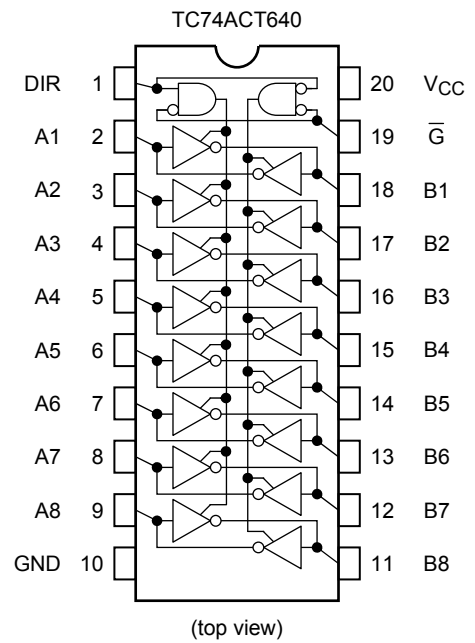 TC74ACT640
DIR 1 20 VCC
A1 2 19 G̅
A2 3 18 B1
A3 4 17 B2
A4 5 16 B3
A5 6 15 B4
A6 7 14 B5
A7 8 13 B6
A8 9 12 B7
GND 10 11 B8
(top view)